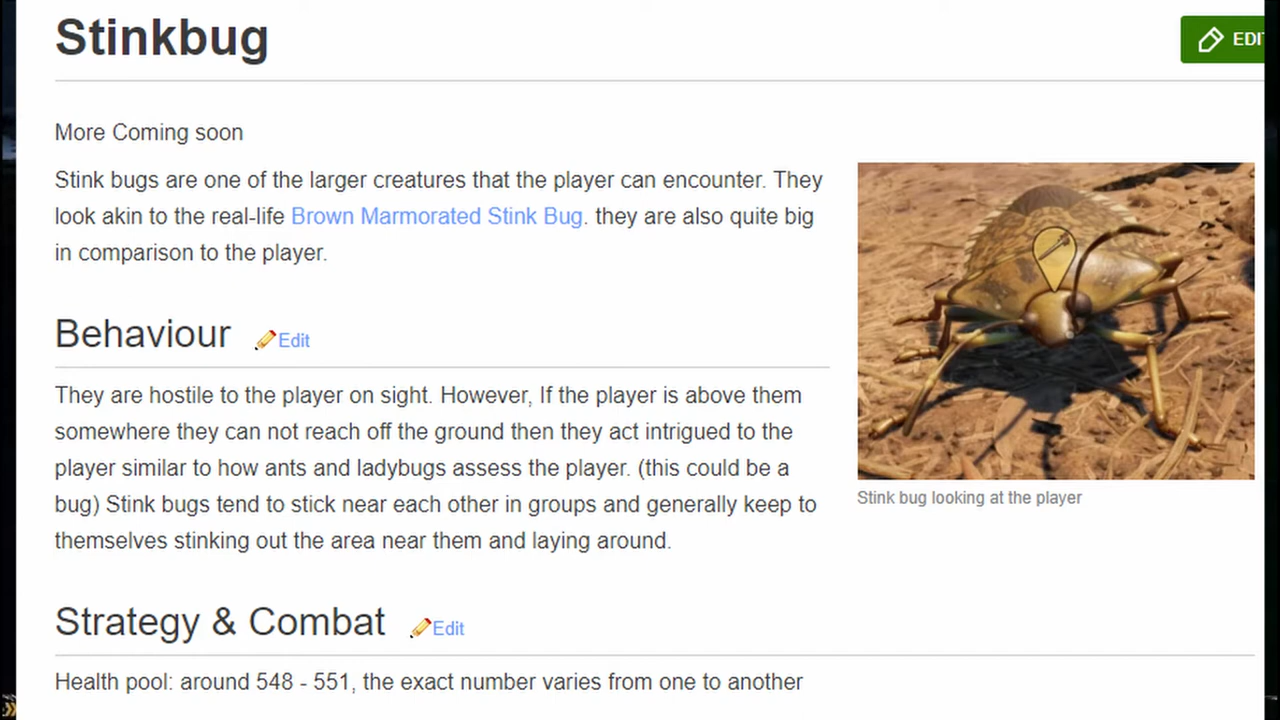 Stinkbug
EDI
More Coming soon
Stink bugs are one of the larger creatures that the player can encounter. They
look akin to the real-life Brown Marmorated Stink Bug. they are also quite big
in comparison to the player.
Behaviour Edit
They are hostile to the player on sight. However, If the player is above them
somewhere they can not reach off the ground then they act intrigued to the
player similar to how ants and ladybugs assess the player. (this could be a
bug) Stink bugs tend to stick near each other in groups and generally keep to
themselves stinking out the area near them and laying around.
Stink bug looking at the player
Strategy & Combat Edit
Health pool: around 548 - 551, the exact number varies from one to another